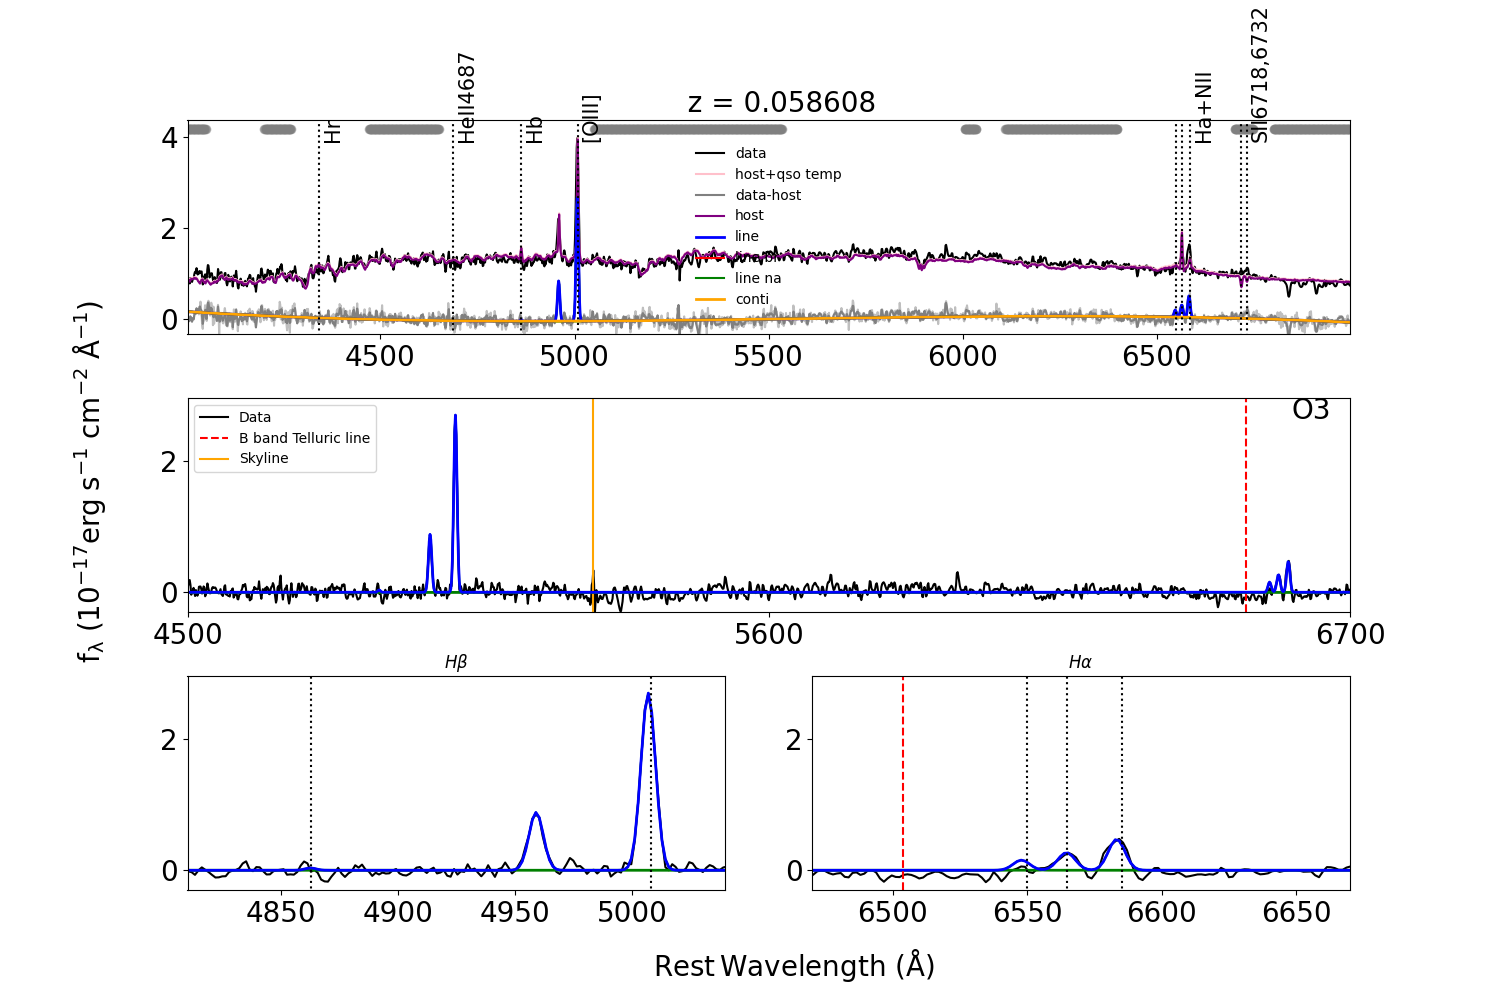 z = 0.058608
Hr
HeII4687
Hb
[OIII]
Ha+NII
SII6718,6732
4
2
0
data
host+qso temp
data-host
host
line
line na
conti
4500
5000
5500
6000
6500
fλ (10⁻¹⁷erg s⁻¹ cm⁻² Å⁻¹)
2
0
Data
B band Telluric line
Skyline
O3
4500
5600
6700
Hβ
2
0
4850
4900
4950
5000
Hα
2
0
6500
6550
6600
6650
Rest Wavelength (Å)